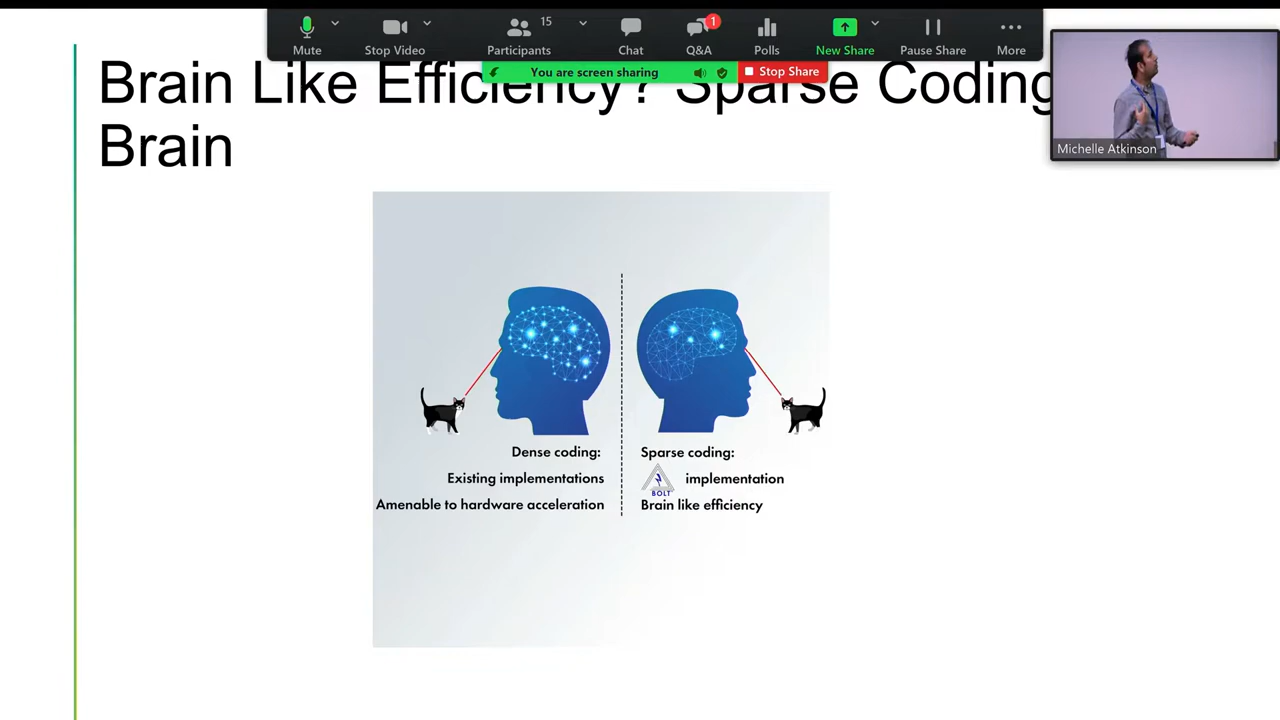 15
1
Mute
Stop Video
Participants
Chat
Q&A
Polls
New Share
Pause Share
More
You are screen sharing
Stop Share
Brain Like Efficiency? Sparse Coding
Brain
Michelle Atkinson
Dense coding:
Existing implementations
Amenable to hardware acceleration
Sparse coding:
BOLT implementation
Brain like efficiency